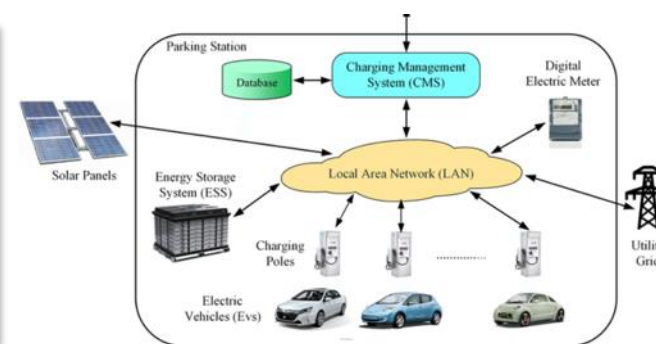 Parking Station
Charging Management
System (CMS)
Database
Digital
Electric Meter
Solar Panels
Local Area Network (LAN)
Energy Storage
System (ESS)
Charging
Poles
Electric
Vehicles (Evs)